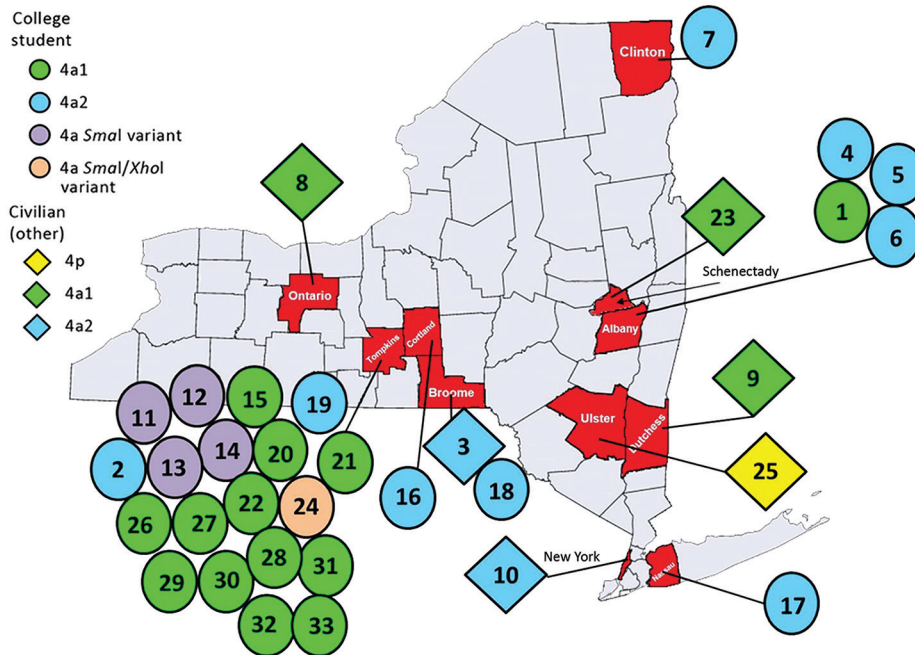 College
student
4a1
4a2
4a SmaI variant
4a SmaI/XhoI
variant
Civilian
(other)
4p
4a1
4a2
Clinton
7
4
5
1
6
8
23
Schenectady
Ontario
Albany
Tompkins
Cortland
Broome
Ulster
Dutchess
9
25
11
12
15
19
2
13
14
20
21
3
16
18
26
27
22
24
28
29
30
31
32
33
New York
10
Nassau
17